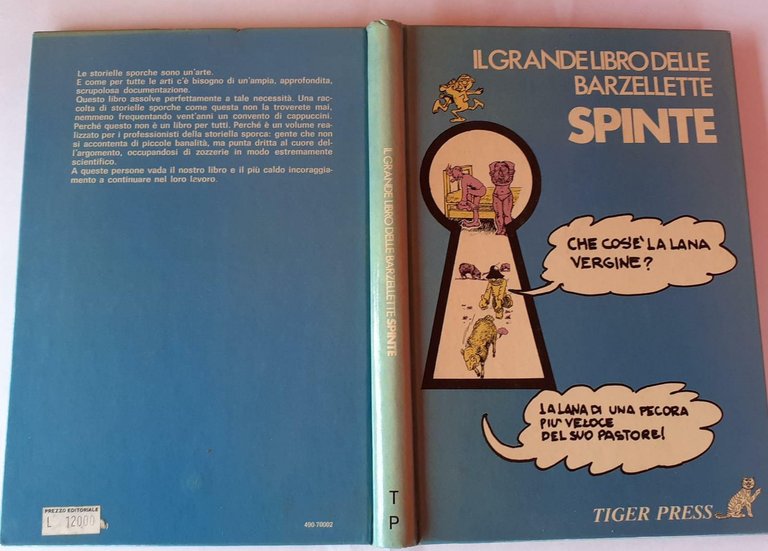 Le storielle sporche sono un'arte.
E come per tutte le arti c'è bisogno di un'ampia, approfondita,
scrupolosa documentazione.
Questo libro assolve perfettamente a tale necessità. Una rac-
colta di storielle sporche come questa non la troverete mai,
nemmeno frequentando vent'anni un convento di cappuccini.
Perché questo non è un libro per tutti. Perché è un volume rea-
lizzato per i professionisti della storiella sporca: gente che non
si accontenta di piccole banalità, ma punta dritta al cuore del-
l'argomento, occupandosi di zozzerie in modo estremamente
scientifico.
A queste persone vada il nostro libro e il più caldo incoraggia-
mento a continuare nel loro lavoro.
PREZZO EDITORIALE
L. 12000
490-70002
IL GRANDE LIBRO DELLE BARZELLETTE SPINTE
T
P
IL GRANDE LIBRO DELLE
BARZELLETTE
SPINTE
CHE COS'È LA LANA
VERGINE?
LA LANA DI UNA PECORA
PIÙ VELOCE
DEL SUO PASTORE!
TIGER PRESS